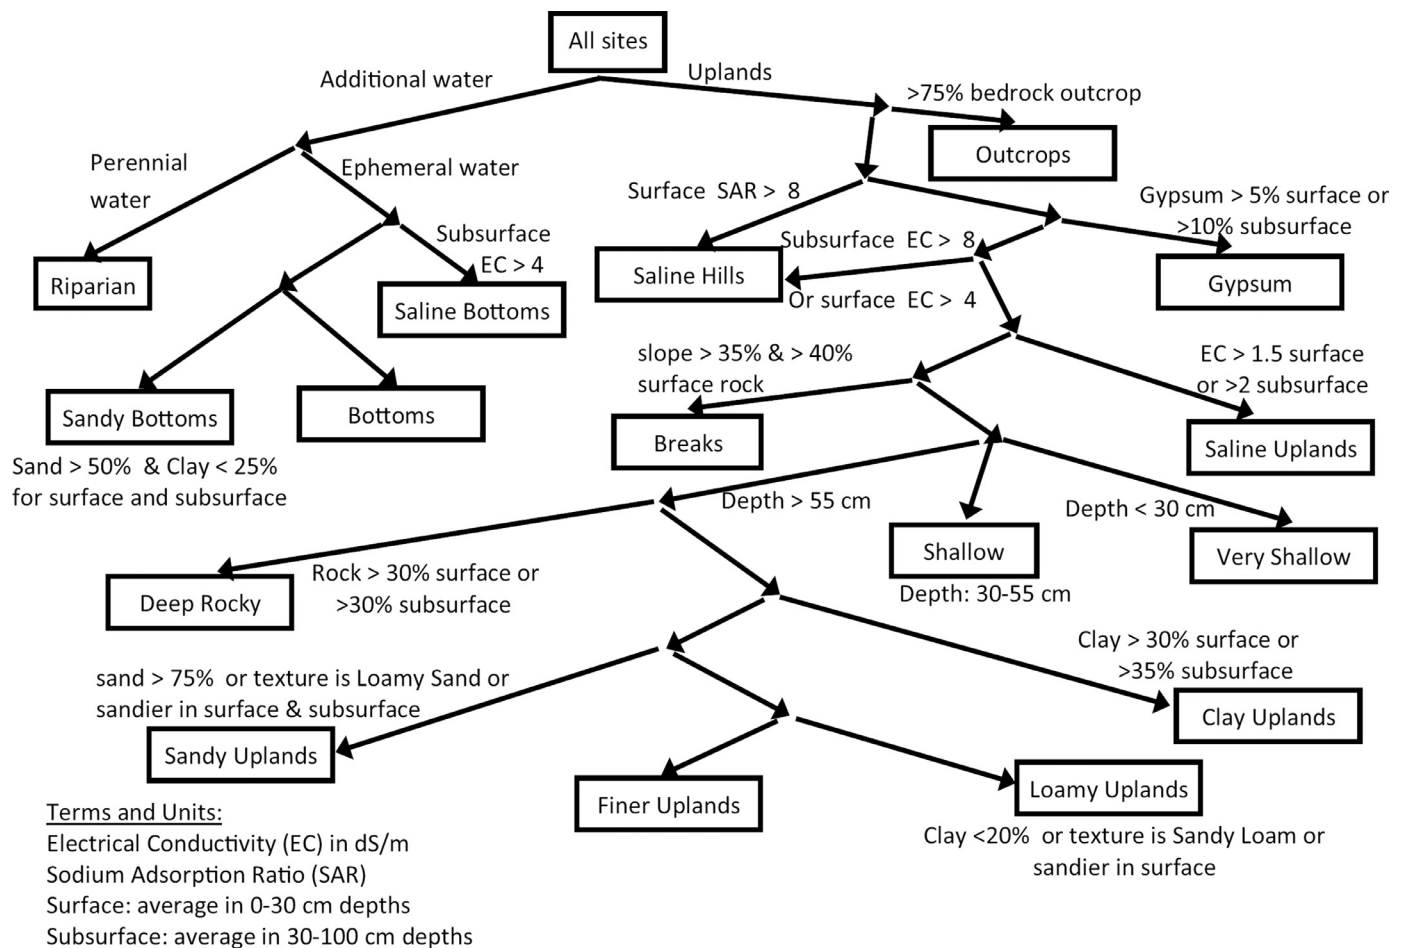 All sites
Additional water
Uplands
>75% bedrock outcrop
Outcrops
Perennial
water
Ephemeral water
Surface SAR > 8
Gypsum > 5% surface or
>10% subsurface
Subsurface
EC > 4
Subsurface EC > 8
Or surface EC > 4
Riparian
Saline Bottoms
Saline Hills
Gypsum
slope > 35% & > 40%
surface rock
EC > 1.5 surface
or >2 subsurface
Sandy Bottoms
Bottoms
Breaks
Saline Uplands
Sand > 50% & Clay < 25%
for surface and subsurface
Depth > 55 cm
Depth < 30 cm
Shallow
Very Shallow
Depth: 30-55 cm
Rock > 30% surface or
>30% subsurface
Deep Rocky
Clay > 30% surface or
>35% subsurface
Clay Uplands
sand > 75% or texture is Loamy Sand or
sandier in surface & subsurface
Sandy Uplands
Finer Uplands
Loamy Uplands
Clay <20% or texture is Sandy Loam or
sandier in surface
Terms and Units:
Electrical Conductivity (EC) in dS/m
Sodium Adsorption Ratio (SAR)
Surface: average in 0-30 cm depths
Subsurface: average in 30-100 cm depths